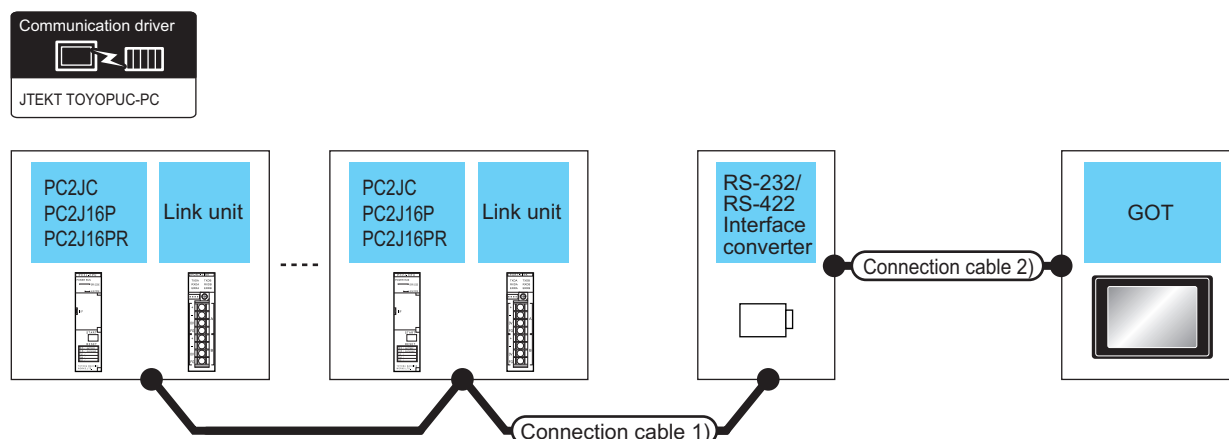 Communication driver
JTEKT TOYOPUC-PC
PC2JC
PC2J16P
PC2J16PR
Link unit
PC2JC
PC2J16P
PC2J16PR
Link unit
RS-232/
RS-422
Interface
converter
Connection cable 2)
GOT
Connection cable 1)